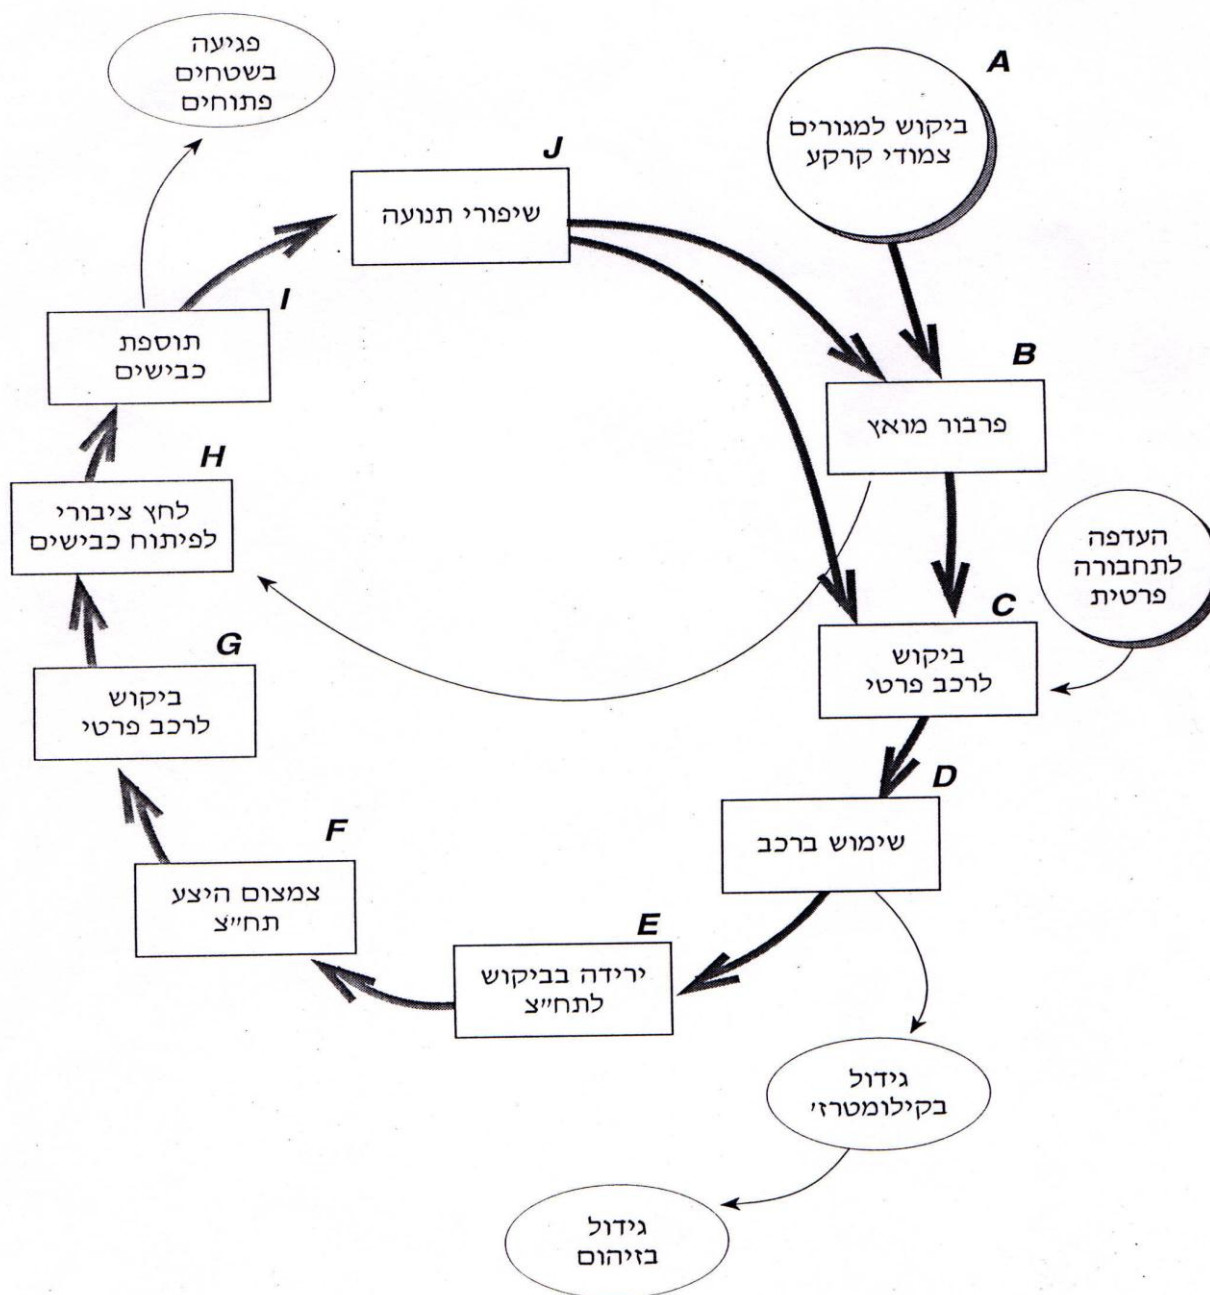 A
ביקוש למגורים
צמודי קרקע
B
פרבור מואץ
העדפה
לתחבורה
פרטית
C
ביקוש
לרכב פרטי
D
שימוש ברכב
גידול
בקילומטרז'
גידול
בזיהום
E
ירידה בביקוש
לתח״צ
F
צמצום היצע
תח״צ
G
ביקוש
לרכב פרטי
H
לחץ ציבורי
לפיתוח כבישים
I
תוספת
כבישים
פגיעה
בשטחים
פתוחים
J
שיפורי תנועה